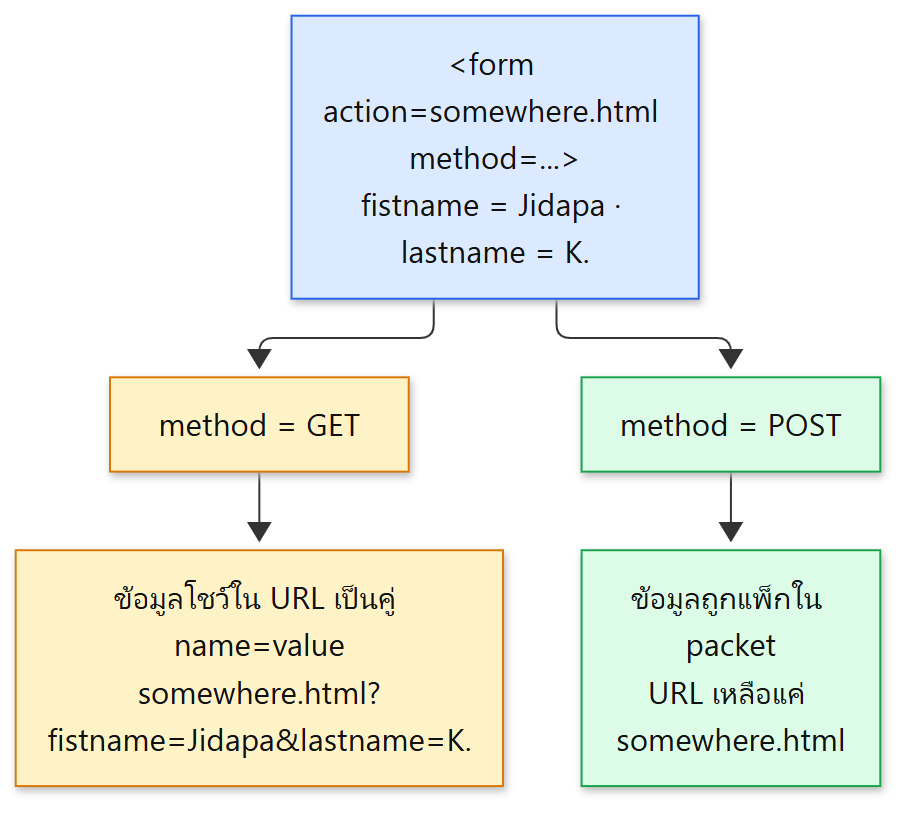 <form
action=somewhere.html
method=...>
fistname = Jidapa ·
lastname = K.
method = GET
method = POST
ข้อมูลโชว์ใน URL เป็นคู่
name=value
somewhere.html?
fistname=Jidapa&lastname=K.
ข้อมูลถูกแพ็กใน
packet
URL เหลือแค่
somewhere.html